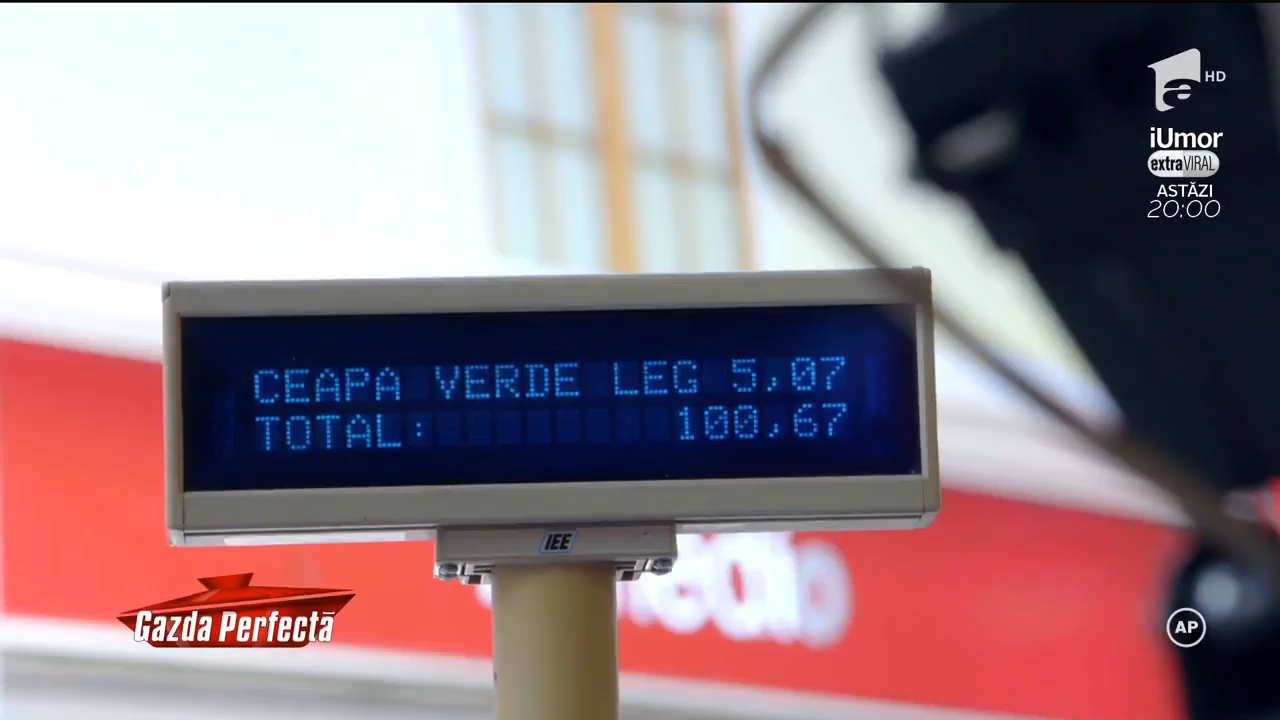 HD
iUmor
extraVIRAL
ASTĂZI
20:00
CEAPA VERDE LEG 5,07
TOTAL: 100,67
IEE
Gazda Perfectă
AP